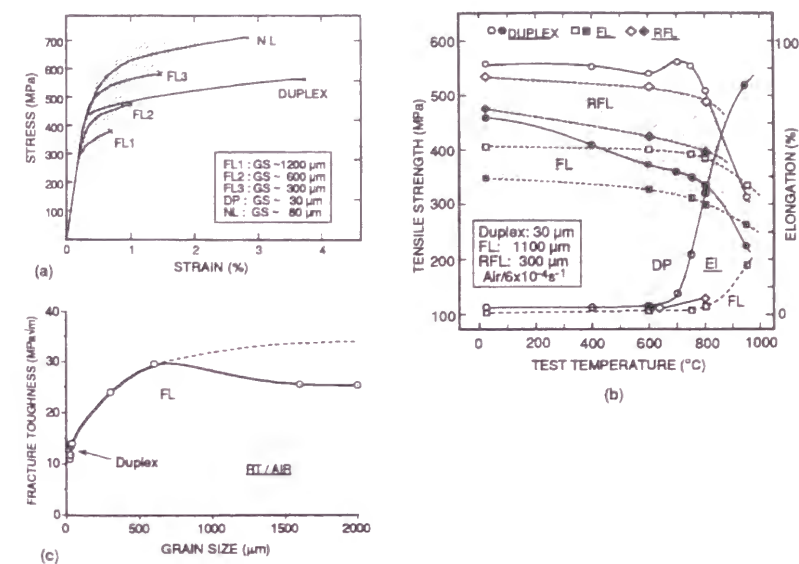 700
600
500
400
300
200
100
STRESS (MPa)
NL
FL3
DUPLEX
FL2
FL1
FL1 : GS ~1200 μm
FL2 : GS ~ 600 μm
FL3 : GS ~ 300 μm
DP : GS ~ 30 μm
NL : GS ~ 80 μm
0 1 2 3 4
STRAIN (%)
(a)
DUPLEX FL RFL
600
500
400
300
200
100
TENSILE STRENGTH (MPa)
100
0
ELONGATION (%)
RFL
FL
Duplex: 30 μm
FL: 1100 μm
RFL: 300 μm
Air/6x10⁻⁴s⁻¹
DP
El
FL
0 200 400 600 800 1000
TEST TEMPERATURE (°C)
(b)
40
30
20
10
0
FRACTURE TOUGHNESS (MPa√m)
FL
Duplex
RT/AIR
0 500 1000 1500 2000
GRAIN SIZE (μm)
(c)